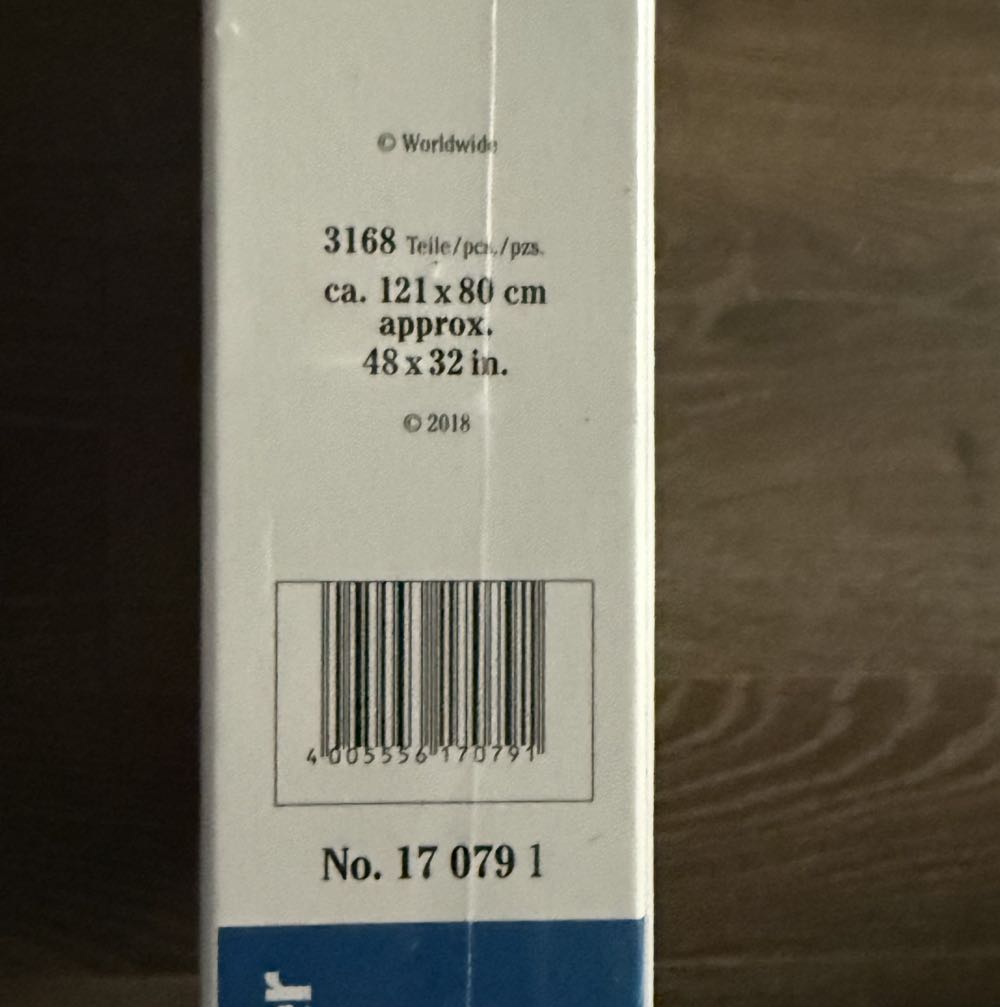 © Worldwide
3168 Teile/pcs./pzs.
ca. 121 x 80 cm
approx.
48 x 32 in.
© 2018
4 005556 170791
No. 17 079 1
er